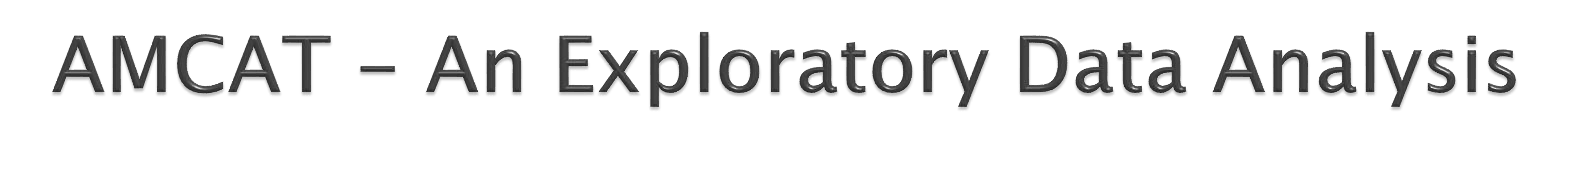 AMCAT – An Exploratory Data Analysis